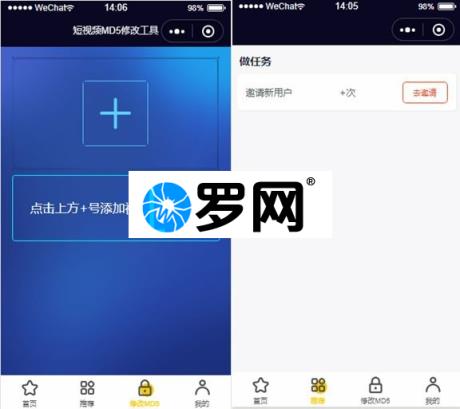 WeChat
14:06
98%
短视频MD5修改工具
点击上方+号添加
首页
推荐
修改MD5
我的
WeChat
14:05
98%
做任务
邀请新用户
+次
去邀请
首页
推荐
修改MD5
我的
罗网®